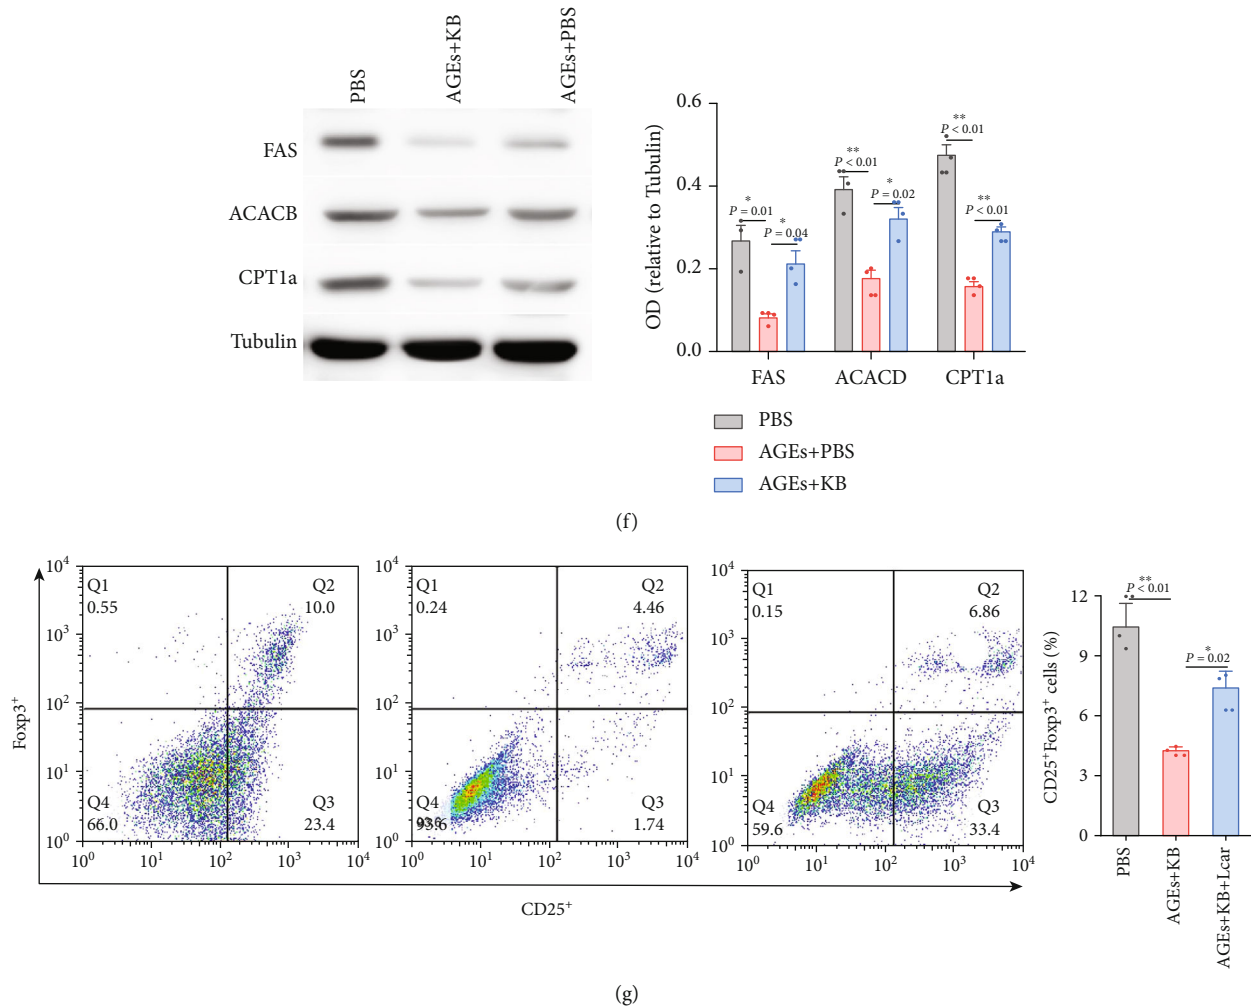 PBS
AGEs+KB
AGEs+PBS
FAS
ACACB
CPT1a
Tubulin
OD (relative to Tubulin)
0.6
0.4
0.2
0.0
*
P = 0.01
*
P = 0.04
**
P < 0.01
*
P = 0.02
**
P < 0.01
**
P < 0.01
FAS ACACD CPT1a
PBS
AGEs+PBS
AGEs+KB
(f)
Foxp3+
10^4
10^3
10^2
10^1
10^0
Q1
0.55
Q2
10.0
Q4
66.0
Q3
23.4
10^0 10^1 10^2 10^3 10^4
10^4
10^3
10^2
10^1
10^0
Q1
0.24
Q2
4.46
Q4
93.6
Q3
1.74
10^0 10^1 10^2 10^3 10^4
10^4
10^3
10^2
10^1
10^0
Q1
0.15
Q2
6.86
Q4
59.6
Q3
33.4
10^0 10^1 10^2 10^3 10^4
CD25+
CD25+Foxp3+ cells (%)
12
9
6
3
0
**
P < 0.01
*
P = 0.02
PBS
AGEs+KB
AGEs+KB+Lcar
(g)